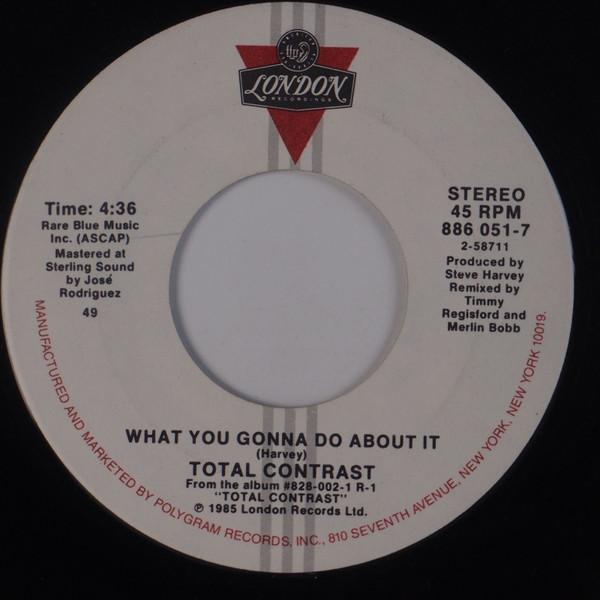 LONDON
RECORDINGS
Time: 4:36
Rare Blue Music
Inc. (ASCAP)
Mastered at
Sterling Sound
by José
Rodriguez
49
STEREO
45 RPM
886 051-7
2-58711
Produced by
Steve Harvey
Remixed by
Timmy
Regisford and
Merlin Bobb
WHAT YOU GONNA DO ABOUT IT
(Harvey)
TOTAL CONTRAST
From the album #828-002-1 R-1
"TOTAL CONTRAST"
℗ 1985 London Records Ltd.
MANUFACTURED AND MARKETED BY POLYGRAM RECORDS, INC., 810 SEVENTH AVENUE, NEW YORK, NEW YORK 10019.